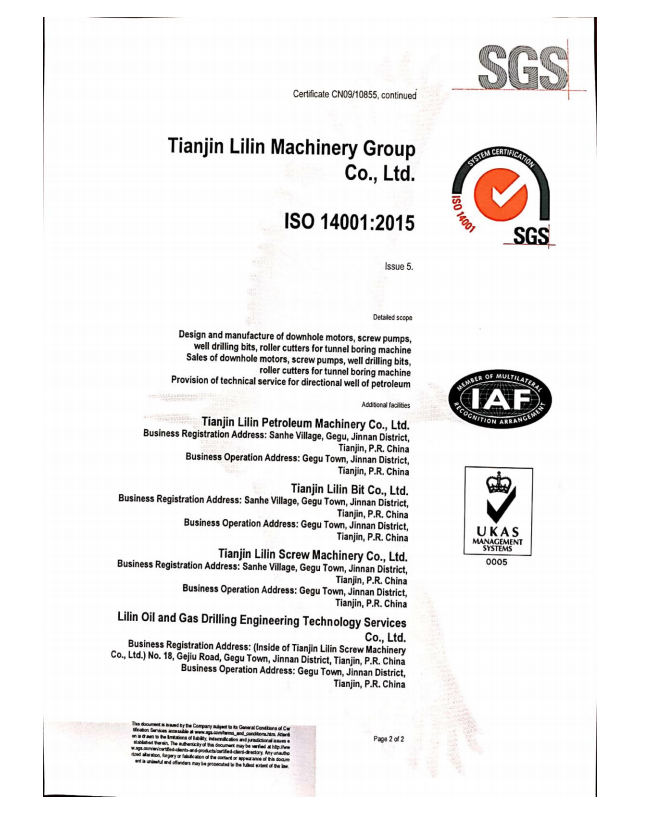 SGS
Certificate CN09/10855, continued
Tianjin Lilin Machinery Group
Co., Ltd.
ISO 14001:2015
SYSTEM CERTIFICATION
ISO 14001
SGS
Issue 5.
Detailed scope
Design and manufacture of downhole motors, screw pumps,
well drilling bits, roller cutters for tunnel boring machine
Sales of downhole motors, screw pumps, well drilling bits,
roller cutters for tunnel boring machine
Provision of technical service for directional well of petroleum
MEMBER OF MULTILATERAL
IAF
RECOGNITION ARRANGEMENT
Additional facilities
Tianjin Lilin Petroleum Machinery Co., Ltd.
Business Registration Address: Sanhe Village, Gegu, Jinnan District,
Tianjin, P.R. China
Business Operation Address: Gegu Town, Jinnan District,
Tianjin, P.R. China
Tianjin Lilin Bit Co., Ltd.
Business Registration Address: Sanhe Village, Gegu Town, Jinnan District,
Tianjin, P.R. China
Business Operation Address: Gegu Town, Jinnan District,
Tianjin, P.R. China
UKAS
MANAGEMENT
SYSTEMS
0005
Tianjin Lilin Screw Machinery Co., Ltd.
Business Registration Address: Sanhe Village, Gegu Town, Jinnan District,
Tianjin, P.R. China
Business Operation Address: Gegu Town, Jinnan District,
Tianjin, P.R. China
Lilin Oil and Gas Drilling Engineering Technology Services
Co., Ltd.
Business Registration Address: (Inside of Tianjin Lilin Screw Machinery
Co., Ltd.) No. 18, Gejiu Road, Gegu Town, Jinnan District, Tianjin, P.R. China
Business Operation Address: Gegu Town, Jinnan District,
Tianjin, P.R. China
This document is issued by the Company subject to its General Conditions of Cer
tification Services accessible at www.sgs.com/terms_and_conditions.htm. Attenti
on is drawn to the limitations of liability, indemnification and jurisdictional issues e
stablished therein. The authenticity of this document may be verified at http://ww
w.sgs.com/en/certified-clients-and-products/certified-client-directory. Any unautho
rized alteration, forgery or falsification of the content or appearance of this docum
ent is unlawful and offenders may be prosecuted to the fullest extent of the law.
Page 2 of 2